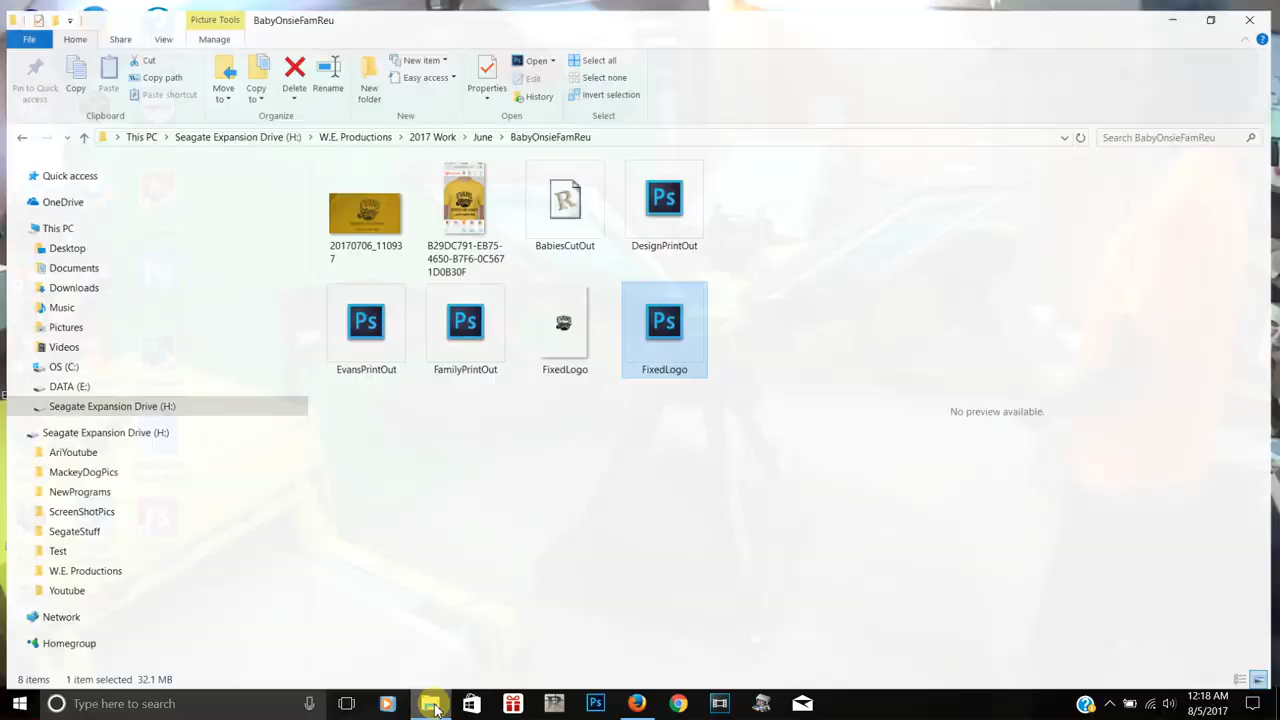 Picture Tools
BabyOnsieFamReu
File
Home
Share
View
Manage
Pin to Quick access
Copy
Paste
Cut
Copy path
Paste shortcut
Clipboard
Move to
Copy to
Delete
Rename
Organize
New folder
New item
Easy access
New
Properties
Open
Edit
History
Open
Select all
Select none
Invert selection
Select
This PC
Seagate Expansion Drive (H:)
W.E. Productions
2017 Work
June
BabyOnsieFamReu
Search BabyOnsieFamReu
Quick access
OneDrive
This PC
Desktop
Documents
Downloads
Music
Pictures
Videos
OS (C:)
DATA (E:)
Seagate Expansion Drive (H:)
Seagate Expansion Drive (H:)
AriYoutube
MackeyDogPics
NewPrograms
ScreenShotPics
SegateStuff
Test
W.E. Productions
Youtube
Network
Homegroup
20170706_11093
7
B29DC791-EB75-
4650-B7F6-0C567
1D0B30F
R
BabiesCutOut
Ps
DesignPrintOut
Ps
EvansPrintOut
Ps
FamilyPrintOut
FixedLogo
Ps
FixedLogo
No preview available.
8 items
1 item selected 32.1 MB
Type here to search
Ps
12:18 AM
8/5/2017